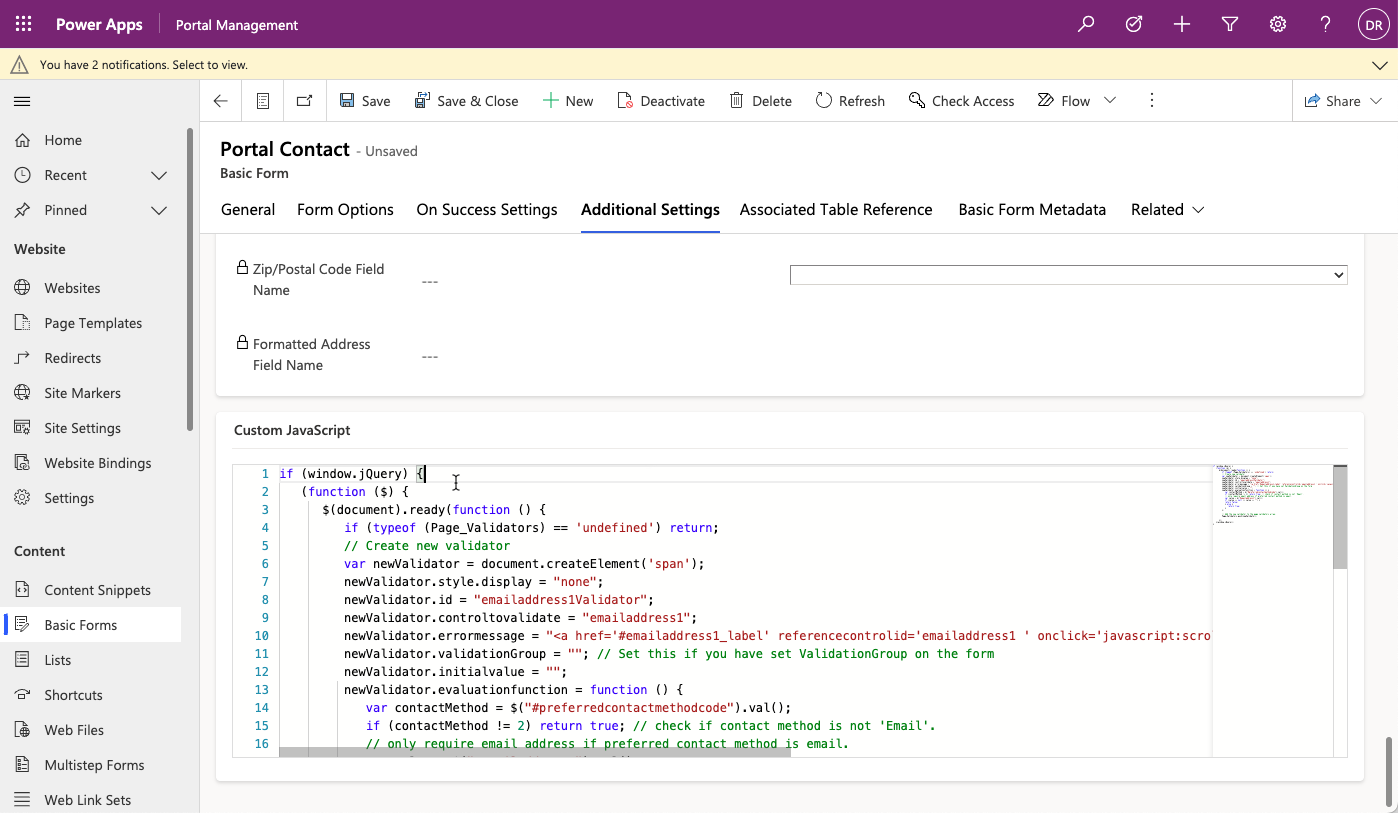 Power Apps
Portal Management
DR
You have 2 notifications. Select to view.
Save
Save & Close
New
Deactivate
Delete
Refresh
Check Access
Flow
Share
Home
Recent
Pinned
Website
Websites
Page Templates
Redirects
Site Markers
Site Settings
Website Bindings
Settings
Content
Content Snippets
Basic Forms
Lists
Shortcuts
Web Files
Multistep Forms
Web Link Sets
Portal Contact - Unsaved
Basic Form
General
Form Options
On Success Settings
Additional Settings
Associated Table Reference
Basic Form Metadata
Related
Zip/Postal Code Field
Name
---
Formatted Address
Field Name
---
Custom JavaScript
1 if (window.jQuery) {
2 (function ($) {
3 $(document).ready(function () {
4 if (typeof (Page_Validators) == 'undefined') return;
5 // Create new validator
6 var newValidator = document.createElement('span');
7 newValidator.style.display = "none";
8 newValidator.id = "emailaddress1Validator";
9 newValidator.controltovalidate = "emailaddress1";
10 newValidator.errormessage = "<a href='#emailaddress1_label' referencecontrolid='emailaddress1 ' onclick='javascript:scro
11 newValidator.validationGroup = ""; // Set this if you have set ValidationGroup on the form
12 newValidator.initialvalue = "";
13 newValidator.evaluationfunction = function () {
14 var contactMethod = $("#preferredcontactmethodcode").val();
15 if (contactMethod != 2) return true; // check if contact method is not 'Email'.
16 // only require email address if preferred contact method is email.